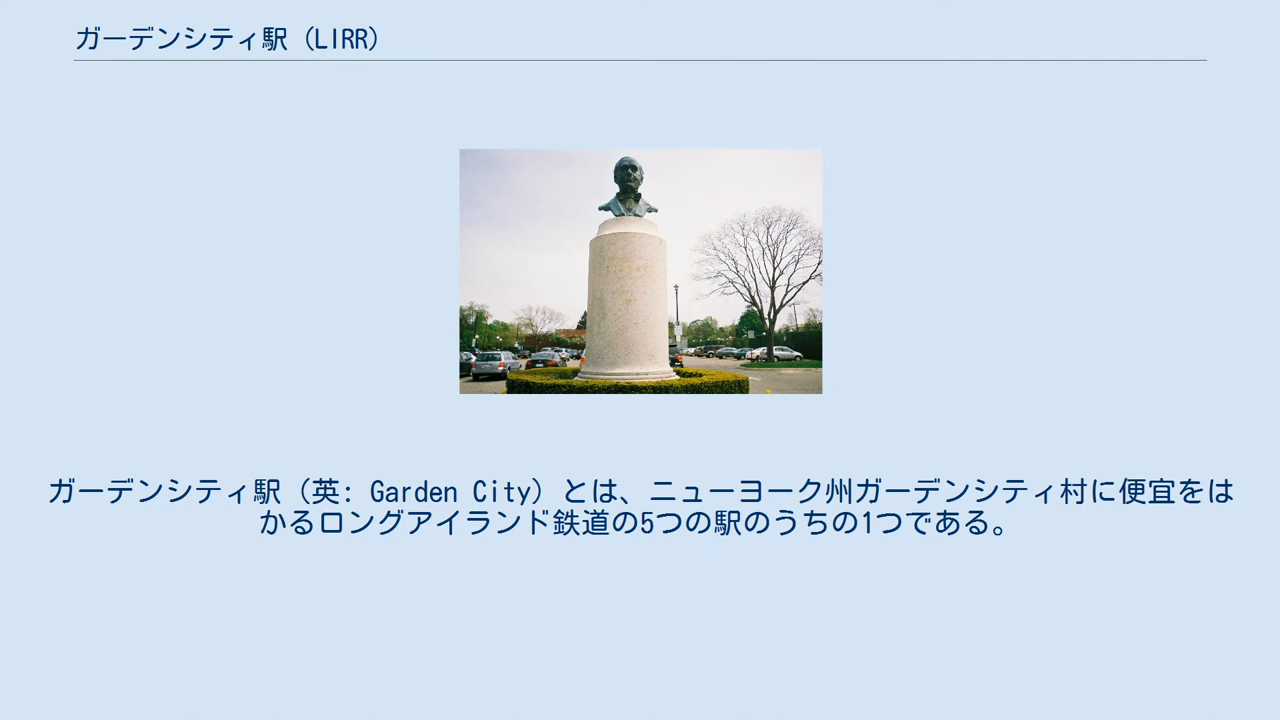 ガーデンシティ駅（LIRR）
ガーデンシティ駅（英: Garden City）とは、ニューヨーク州ガーデンシティ村に便宜をは
かるロングアイランド鉄道の5つの駅のうちの1つである。